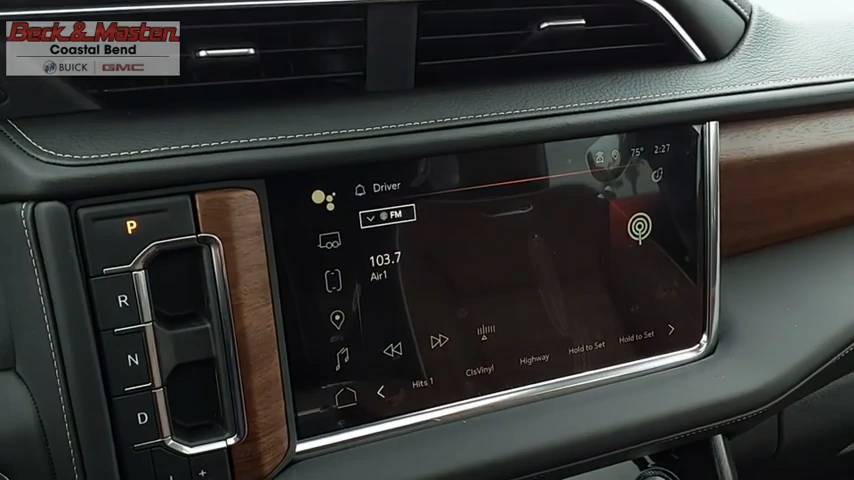 Beck & Masten
Coastal Bend
BUICK | GMC
P
R
N
D
+
Driver
75° 2:27
FM
103.7
Air1
Hits 1
ClsVinyl
Highway
Hold to Set
Hold to Set